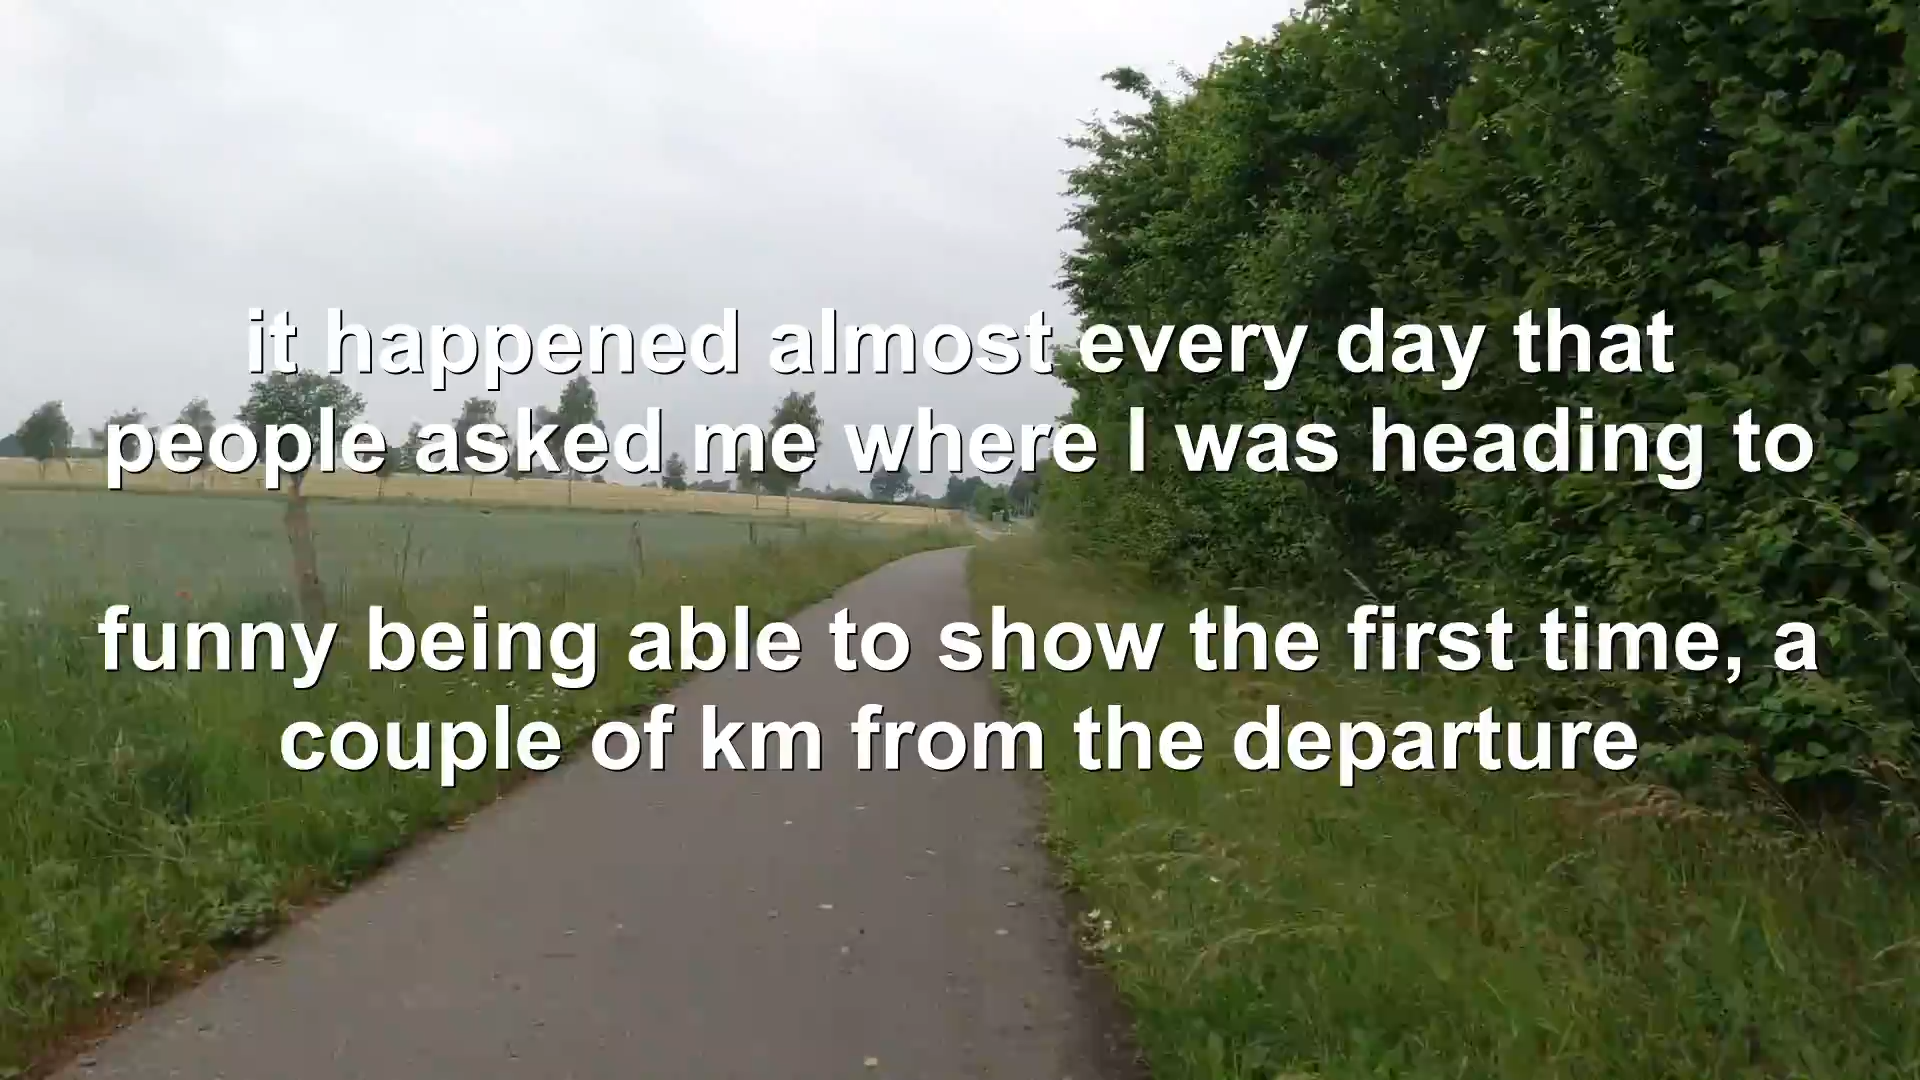 it happened almost every day that
people asked me where I was heading to
funny being able to show the first time, a
couple of km from the departure